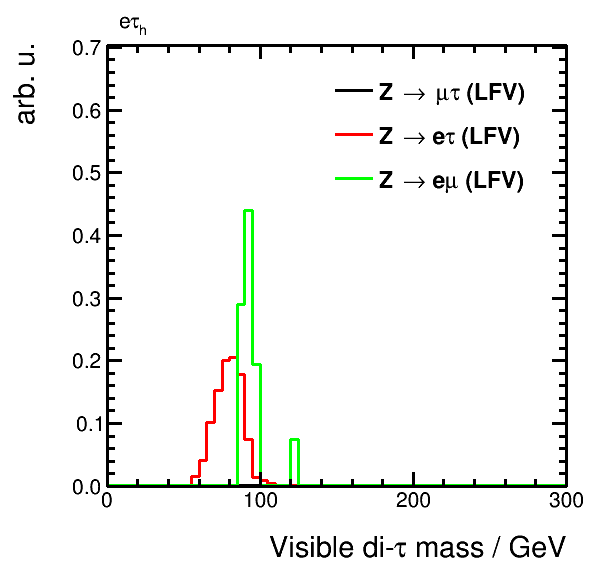 eτh
arb. u.
0.7
0.6
0.5
0.4
0.3
0.2
0.1
0.0
Z → μτ (LFV)
Z → eτ (LFV)
Z → eμ (LFV)
0 100 200 300
Visible di-τ mass / GeV